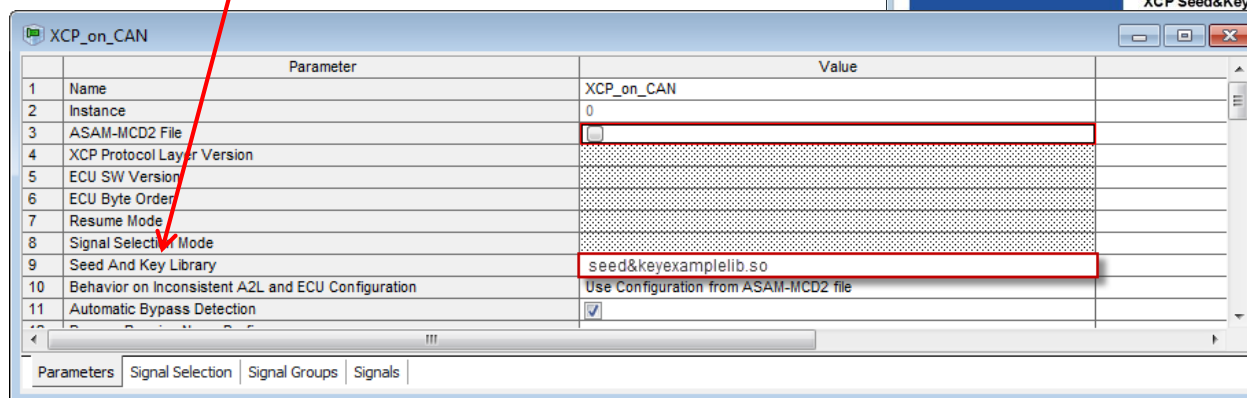 XCP Seed&Key
XCP_on_CAN
Parameter Value
1 Name XCP_on_CAN
2 Instance 0
3 ASAM-MCD2 File
4 XCP Protocol Layer Version
5 ECU SW Version
6 ECU Byte Order
7 Resume Mode
8 Signal Selection Mode
9 Seed And Key Library seed&keyexamplelib.so
10 Behavior on Inconsistent A2L and ECU Configuration Use Configuration from ASAM-MCD2 file
11 Automatic Bypass Detection
Parameters Signal Selection Signal Groups Signals